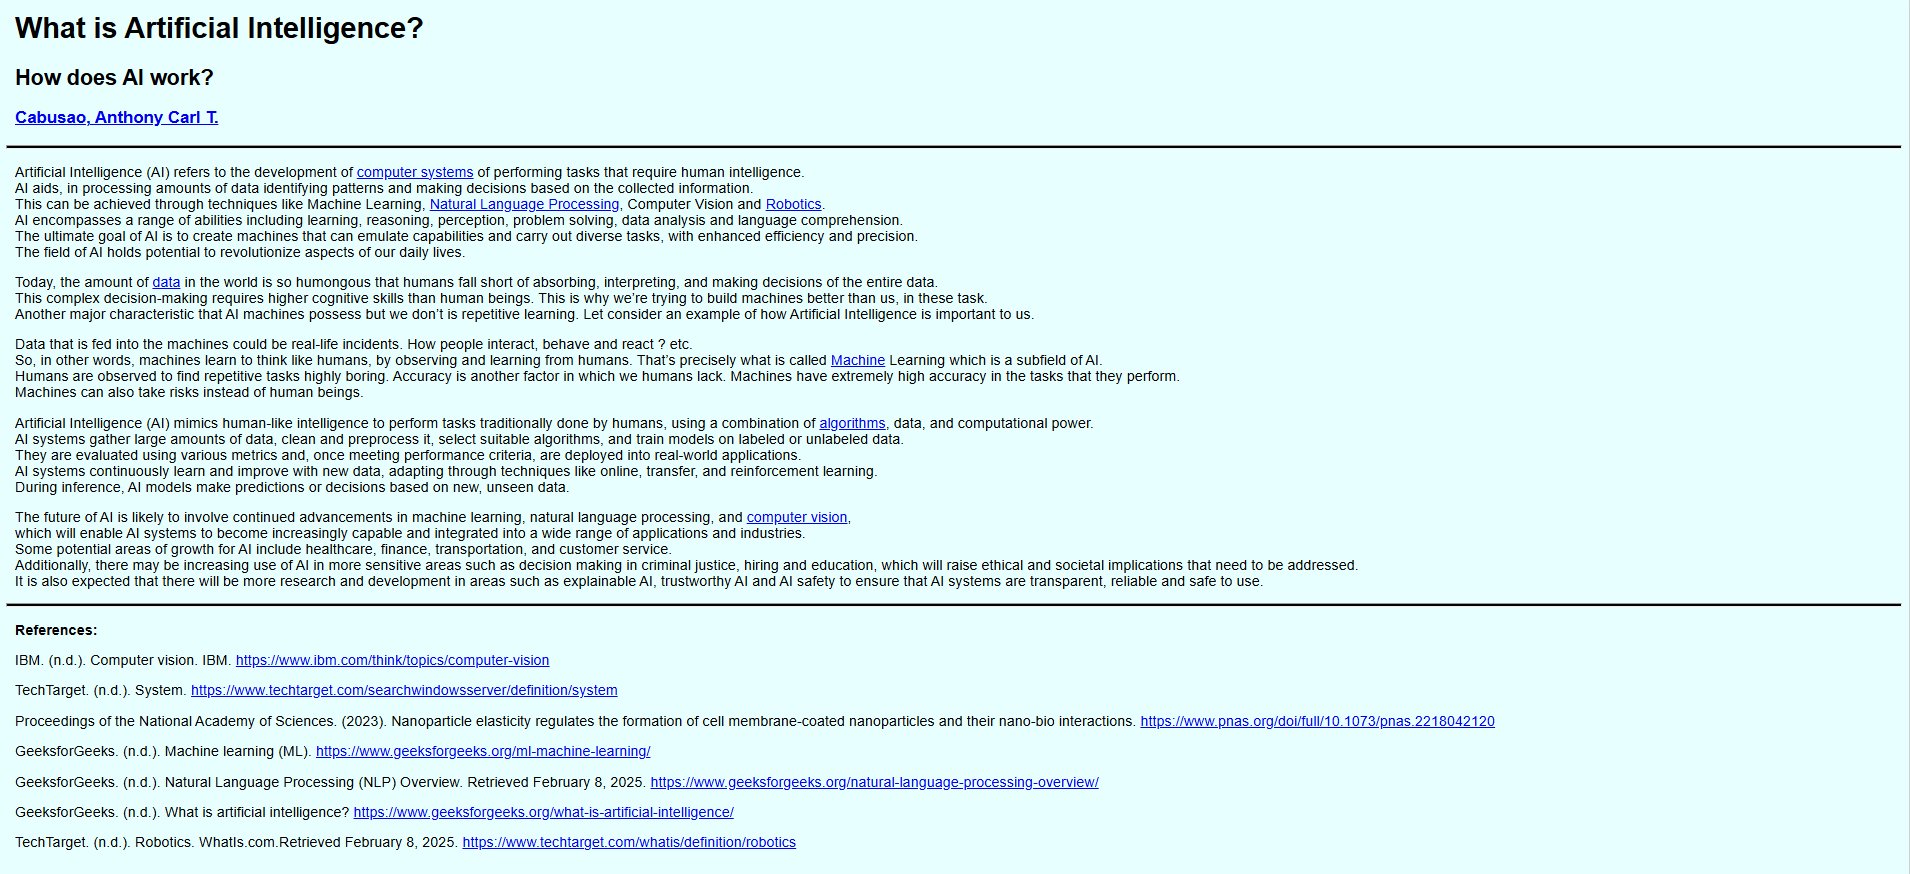 What is Artificial Intelligence?
How does AI work?
Cabusao, Anthony Carl T.
Artificial Intelligence (AI) refers to the development of computer systems of performing tasks that require human intelligence.
AI aids, in processing amounts of data identifying patterns and making decisions based on the collected information.
This can be achieved through techniques like Machine Learning, Natural Language Processing, Computer Vision and Robotics.
AI encompasses a range of abilities including learning, reasoning, perception, problem solving, data analysis and language comprehension.
The ultimate goal of AI is to create machines that can emulate capabilities and carry out diverse tasks, with enhanced efficiency and precision.
The field of AI holds potential to revolutionize aspects of our daily lives.
Today, the amount of data in the world is so humongous that humans fall short of absorbing, interpreting, and making decisions of the entire data.
This complex decision-making requires higher cognitive skills than human beings. This is why we’re trying to build machines better than us, in these task.
Another major characteristic that AI machines possess but we don’t is repetitive learning. Let consider an example of how Artificial Intelligence is important to us.
Data that is fed into the machines could be real-life incidents. How people interact, behave and react ? etc.
So, in other words, machines learn to think like humans, by observing and learning from humans. That’s precisely what is called Machine Learning which is a subfield of AI.
Humans are observed to find repetitive tasks highly boring. Accuracy is another factor in which we humans lack. Machines have extremely high accuracy in the tasks that they perform.
Machines can also take risks instead of human beings.
Artificial Intelligence (AI) mimics human-like intelligence to perform tasks traditionally done by humans, using a combination of algorithms, data, and computational power.
AI systems gather large amounts of data, clean and preprocess it, select suitable algorithms, and train models on labeled or unlabeled data.
They are evaluated using various metrics and, once meeting performance criteria, are deployed into real-world applications.
AI systems continuously learn and improve with new data, adapting through techniques like online, transfer, and reinforcement learning.
During inference, AI models make predictions or decisions based on new, unseen data.
The future of AI is likely to involve continued advancements in machine learning, natural language processing, and computer vision,
which will enable AI systems to become increasingly capable and integrated into a wide range of applications and industries.
Some potential areas of growth for AI include healthcare, finance, transportation, and customer service.
Additionally, there may be increasing use of AI in more sensitive areas such as decision making in criminal justice, hiring and education, which will raise ethical and societal implications that need to be addressed.
It is also expected that there will be more research and development in areas such as explainable AI, trustworthy AI and AI safety to ensure that AI systems are transparent, reliable and safe to use.
References:
IBM. (n.d.). Computer vision. IBM. https://www.ibm.com/think/topics/computer-vision
TechTarget. (n.d.). System. https://www.techtarget.com/searchwindowsserver/definition/system
Proceedings of the National Academy of Sciences. (2023). Nanoparticle elasticity regulates the formation of cell membrane-coated nanoparticles and their nano-bio interactions. https://www.pnas.org/doi/full/10.1073/pnas.2218042120
GeeksforGeeks. (n.d.). Machine learning (ML). https://www.geeksforgeeks.org/ml-machine-learning/
GeeksforGeeks. (n.d.). Natural Language Processing (NLP) Overview. Retrieved February 8, 2025. https://www.geeksforgeeks.org/natural-language-processing-overview/
GeeksforGeeks. (n.d.). What is artificial intelligence? https://www.geeksforgeeks.org/what-is-artificial-intelligence/
TechTarget. (n.d.). Robotics. WhatIs.com.Retrieved February 8, 2025. https://www.techtarget.com/whatis/definition/robotics